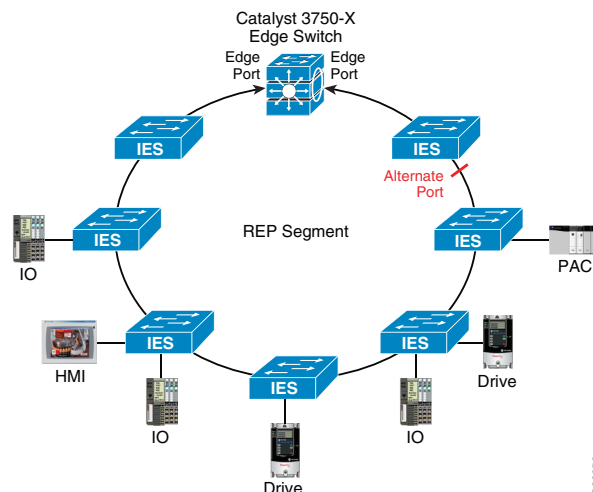 Catalyst 3750-X
Edge Switch
Edge
Port
Edge
Port
IES
IES
Alternate
Port
IES
REP Segment
IES
IO
PAC
IES
IES
HMI
IES
Drive
IO
IO
Drive